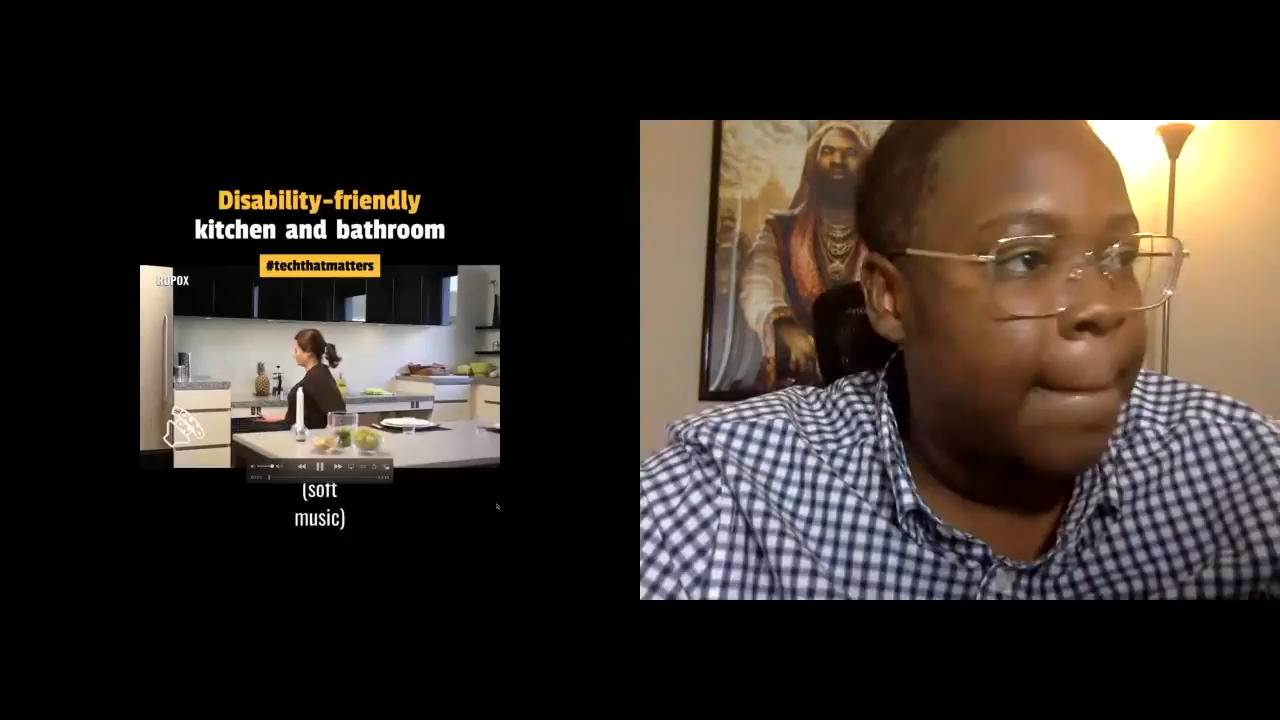 Disability-friendly
kitchen and bathroom
#techthatmatters
ROPOX
(soft
music)